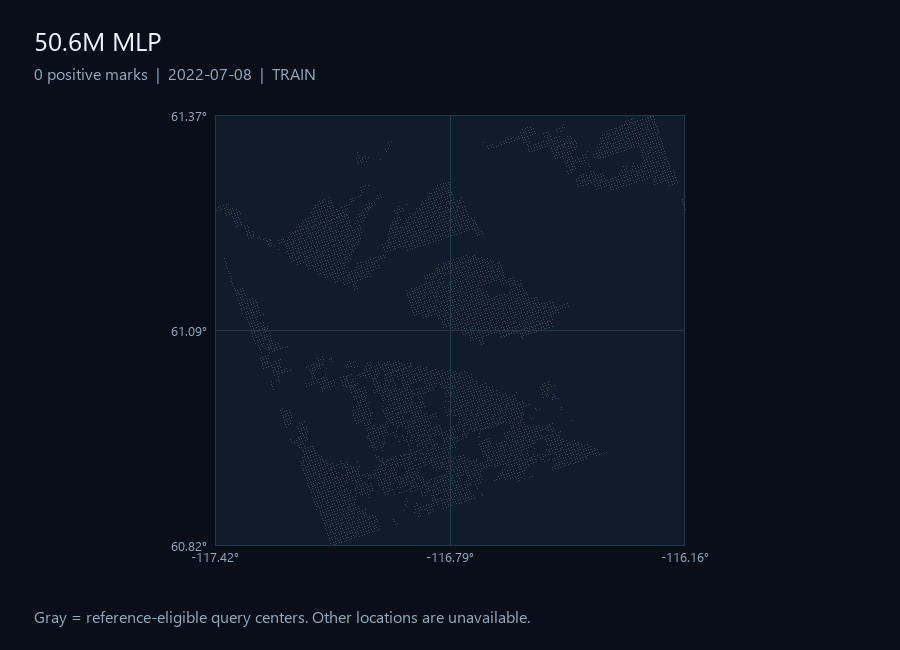 50.6M MLP
0 positive marks | 2022-07-08 | TRAIN
61.37°
61.09°
60.82°
-117.42° -116.79° -116.16°
Gray = reference-eligible query centers. Other locations are unavailable.